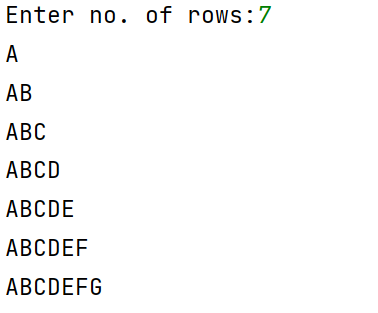 Enter no. of rows:7
A
AB
ABC
ABCD
ABCDE
ABCDEF
ABCDEFG